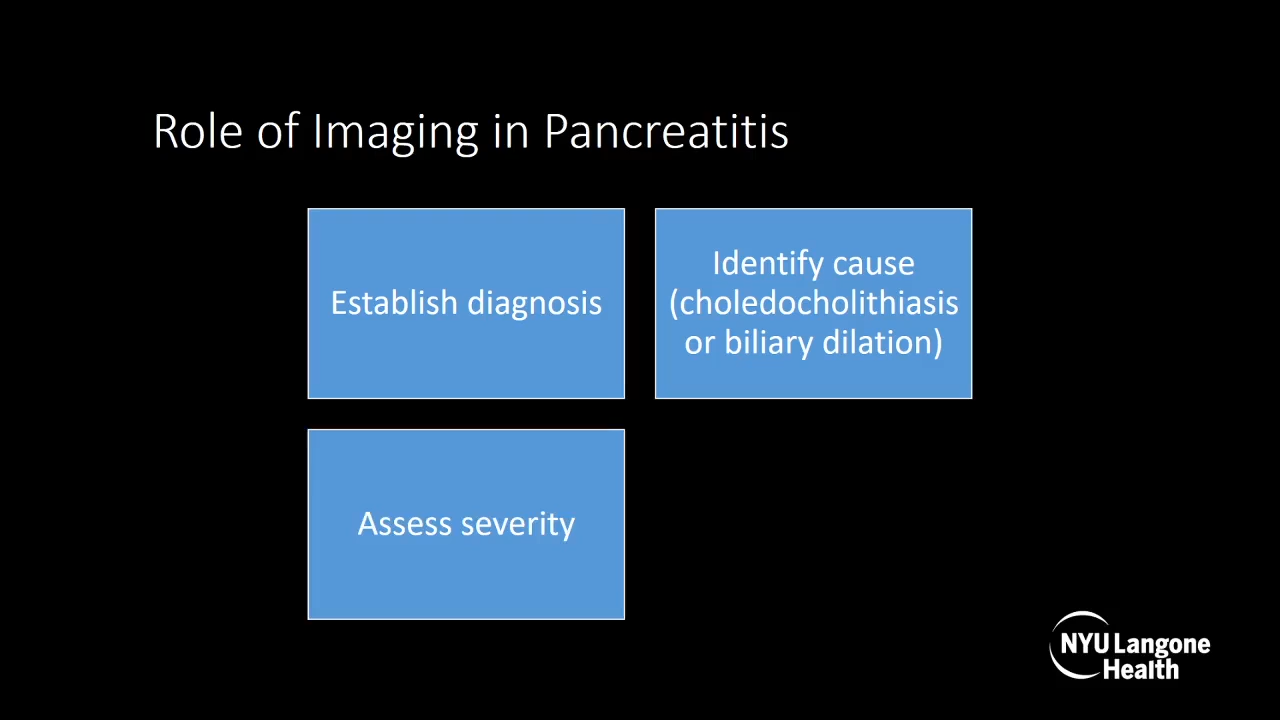 Role of Imaging in Pancreatitis
Establish diagnosis
Identify cause
(choledocholithiasis
or biliary dilation)
Assess severity
NYU Langone
Health